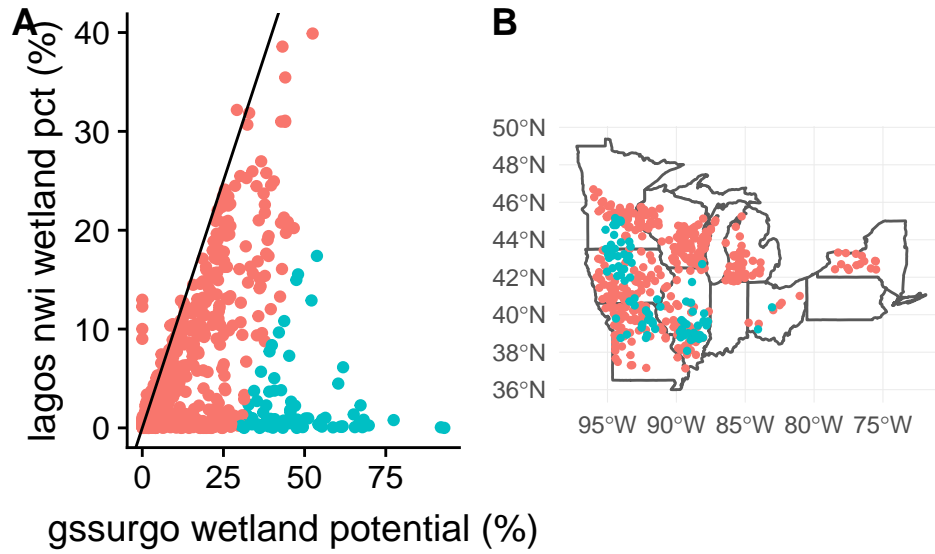 A
lagos nwi wetland pct (%)
40
30
20
10
0
0 25 50 75
gssurgo wetland potential (%)
B
50°N
48°N
46°N
44°N
42°N
40°N
38°N
36°N
95°W 90°W 85°W 80°W 75°W